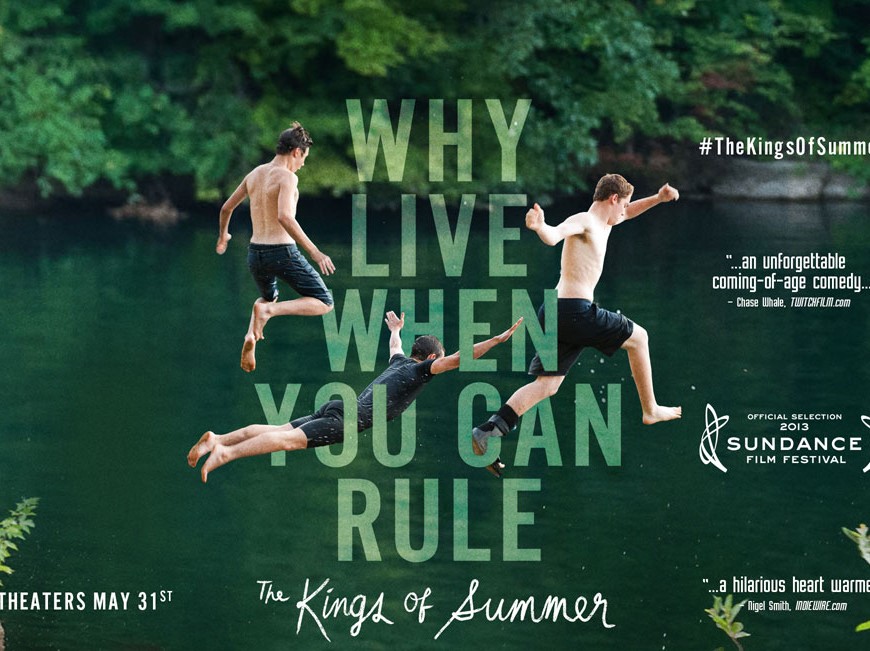 WHY
LIVE
WHEN
YOU CAN
RULE
The Kings of Summer
THEATERS MAY 31ST
#TheKingsOfSumme
"...an unforgettable
coming-of-age comedy...
- Chase Whale, TWITCHFILM.com
OFFICIAL SELECTION
2013
SUNDANCE
FILM FESTIVAL
"...a hilarious heart warme
- Nigel Smith, INDIEWIRE.com